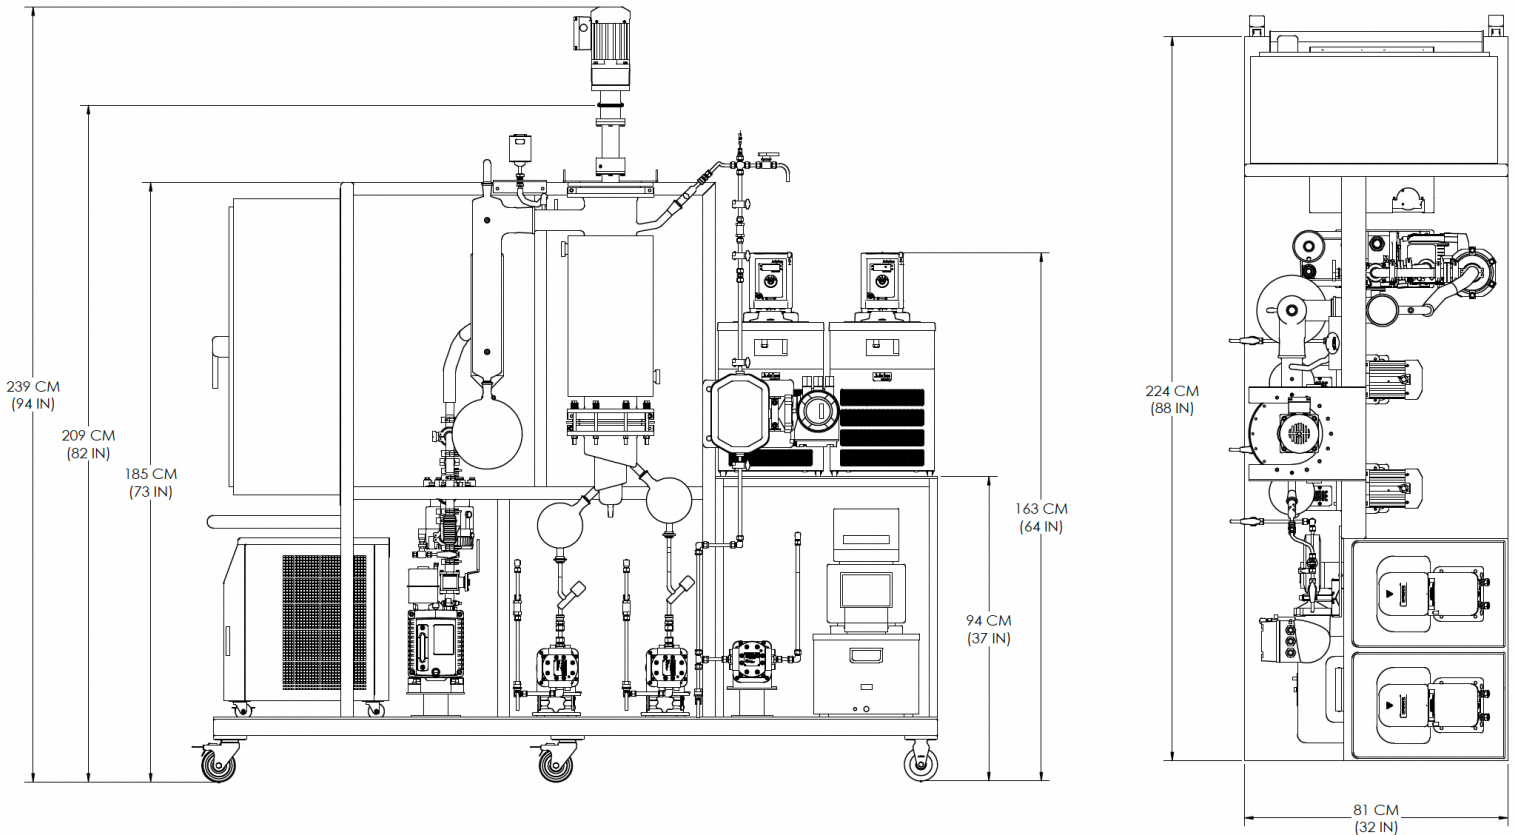 239 CM
(94 IN)
209 CM
(82 IN)
185 CM
(73 IN)
163 CM
(64 IN)
94 CM
(37 IN)
224 CM
(88 IN)
81 CM
(32 IN)